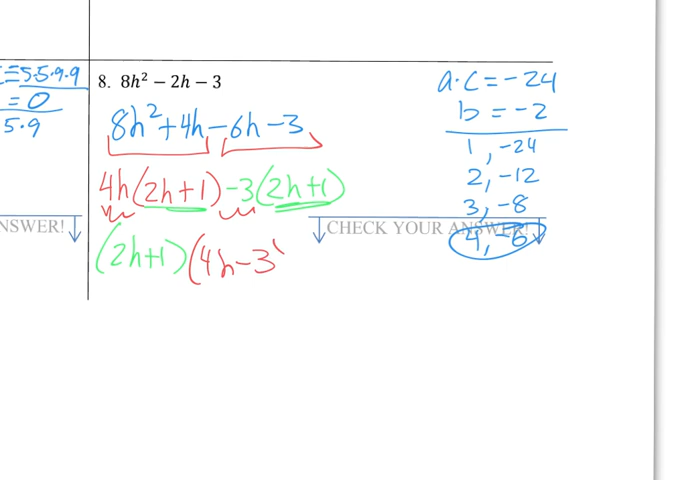 C=5·5·9·9
= 0
5·9
NSWER!
8. 8h² − 2h − 3
8h²+4h−6h−3
4h(2h+1)−3(2h+1)
(2h+1)(4h−3
a·c=−24
b=−2
1, −24
2, −12
3, −8
CHECK YOUR ANSWER!
4, −6